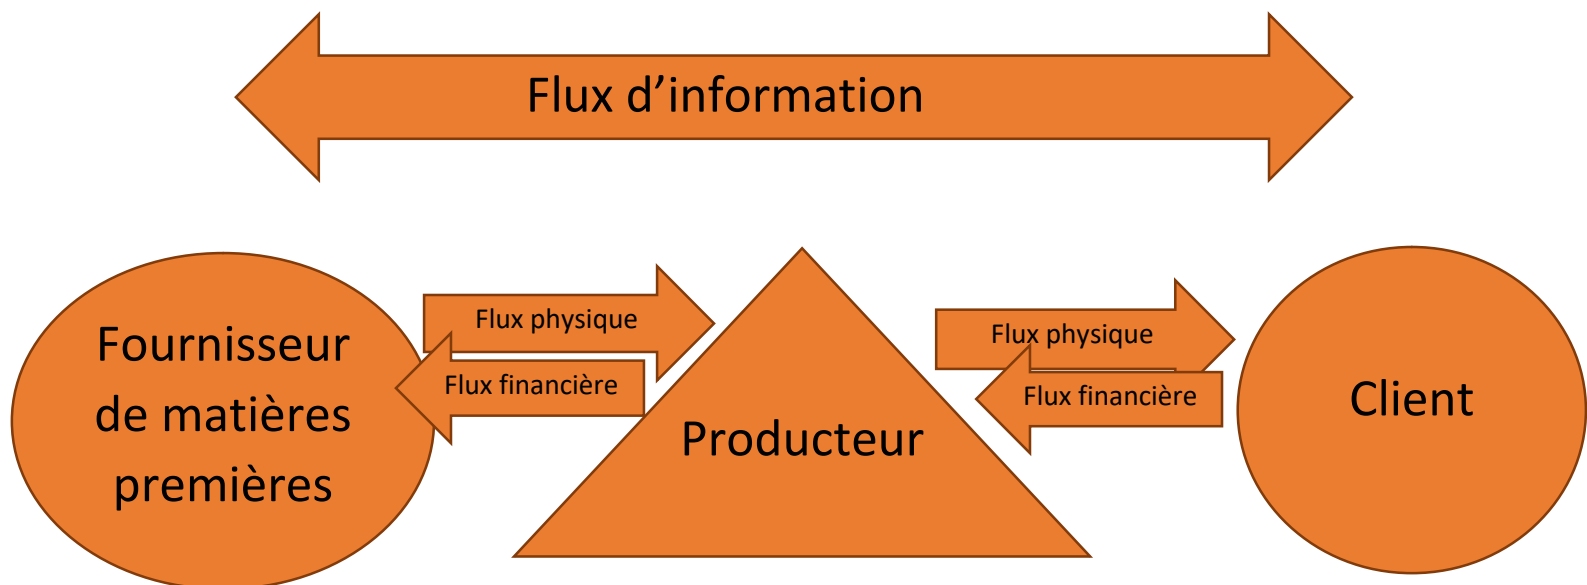 Flux d’information
Fournisseur
de matières
premières
Flux physique
Flux financière
Producteur
Flux physique
Flux financière
Client